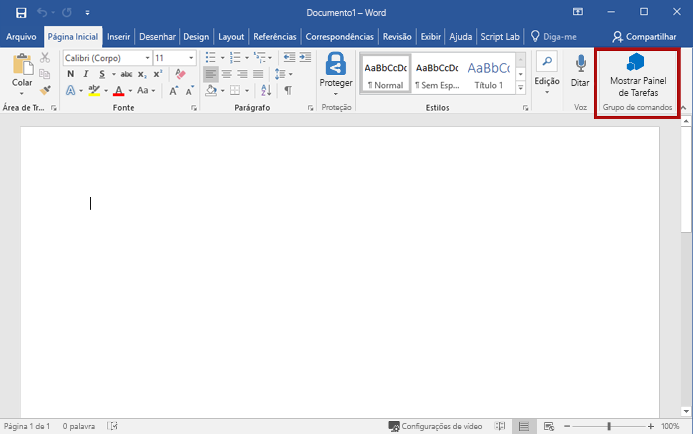 Documento1 – Word
Arquivo Página Inicial Inserir Desenhar Design Layout Referências Correspondências Revisão Exibir Ajuda Script Lab Diga-me Compartilhar
Calibri (Corpo) 11
N I S abc x₂ x²
A A Aa A A
Colar
Proteger
AaBbCcDc AaBbCcDc AaBbCc
¶ Normal ¶ Sem Esp... Título 1
Edição
Ditar
Mostrar Painel
de Tarefas
Área de Tr... Fonte Parágrafo Proteção Estilos Voz Grupo de comandos
Página 1 de 1 0 palavra Configurações de vídeo 100%